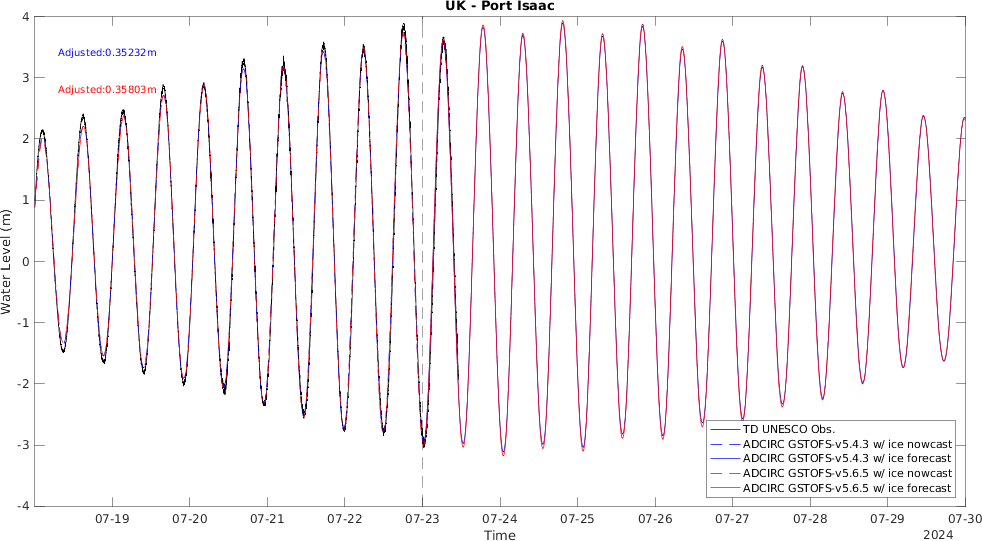 UK - Port Isaac
Adjusted:0.35232m
Adjusted:0.35803m
Water Level (m)
4
3
2
1
0
-1
-2
-3
-4
TD UNESCO Obs.
ADCIRC GSTOFS-v5.4.3 w/ ice nowcast
ADCIRC GSTOFS-v5.4.3 w/ ice forecast
ADCIRC GSTOFS-v5.6.5 w/ ice nowcast
ADCIRC GSTOFS-v5.6.5 w/ ice forecast
07-19 07-20 07-21 07-22 07-23 07-24 07-25 07-26 07-27 07-28 07-29 07-30
Time
2024